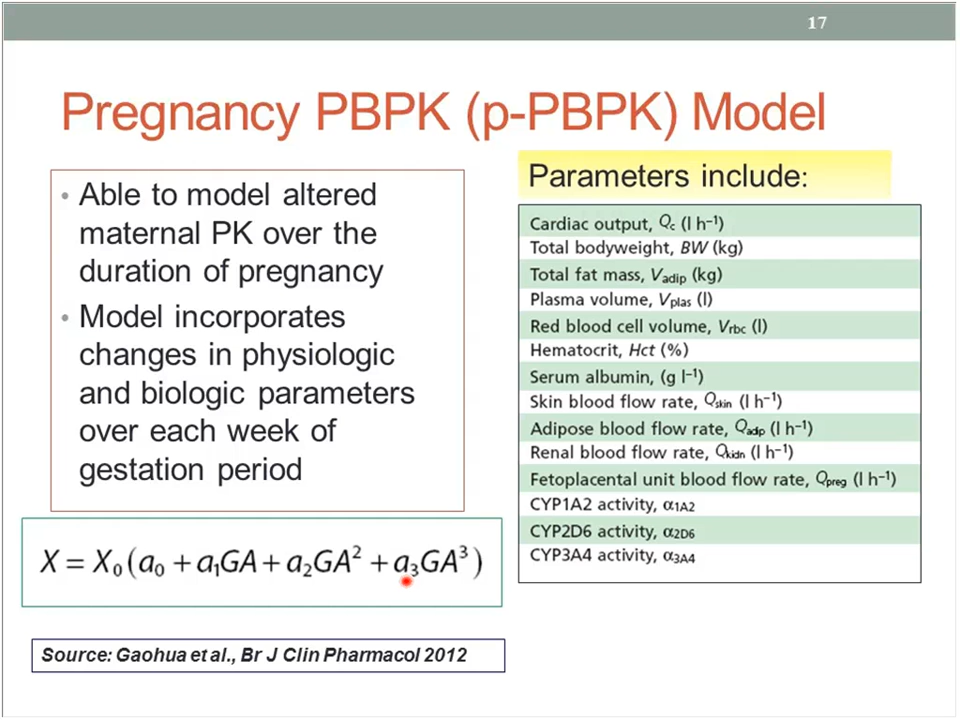 17
Pregnancy PBPK (p-PBPK) Model
• Able to model altered
maternal PK over the
duration of pregnancy
• Model incorporates
changes in physiologic
and biologic parameters
over each week of
gestation period
X = X₀(a₀ + a₁GA + a₂GA² + a₃GA³)
Source: Gaohua et al., Br J Clin Pharmacol 2012
Parameters include:
Cardiac output, Qc (l h⁻¹)
Total bodyweight, BW (kg)
Total fat mass, Vadip (kg)
Plasma volume, Vplas (l)
Red blood cell volume, Vrbc (l)
Hematocrit, Hct (%)
Serum albumin, (g l⁻¹)
Skin blood flow rate, Qskin (l h⁻¹)
Adipose blood flow rate, Qadip (l h⁻¹)
Renal blood flow rate, Qkidn (l h⁻¹)
Fetoplacental unit blood flow rate, Qpreg (l h⁻¹)
CYP1A2 activity, α1A2
CYP2D6 activity, α2D6
CYP3A4 activity, α3A4